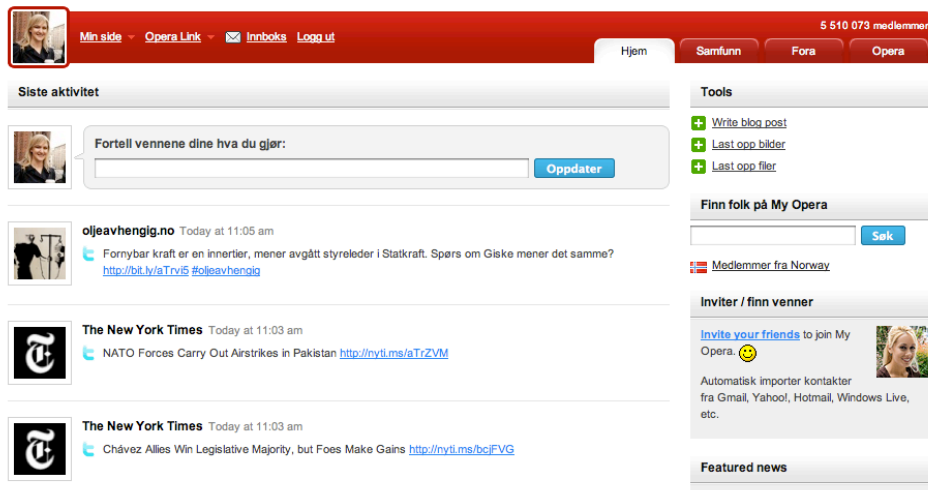 5 510 073 medlemmer
Min side Opera Link Innboks Logg ut
Hjem Samfunn Fora Opera
Siste aktivitet
Fortell vennene dine hva du gjør:
Oppdater
oljeavhengig.no Today at 11:05 am
Fornybar kraft er en innertier, mener avgått styreleder i Statkraft. Spørs om Giske mener det samme?
http://bit.ly/aTrvi5 #oljeavhengig
The New York Times Today at 11:03 am
NATO Forces Carry Out Airstrikes in Pakistan http://nyti.ms/aTrZVM
The New York Times Today at 11:03 am
Chávez Allies Win Legislative Majority, but Foes Make Gains http://nyti.ms/bcjFVG
Tools
Write blog post
Last opp bilder
Last opp filer
Finn folk på My Opera
Søk
Medlemmer fra Norway
Inviter / finn venner
Invite your friends to join My
Opera.
Automatisk importer kontakter
fra Gmail, Yahoo!, Hotmail, Windows Live,
etc.
Featured news